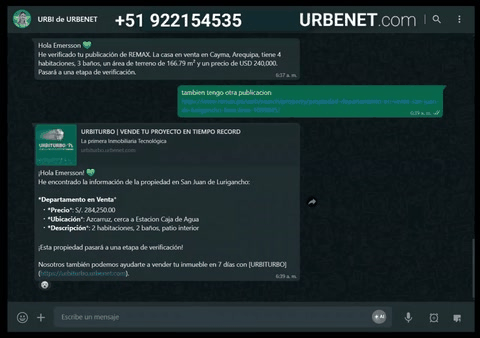 URBI de URBENET
+51 922154535
URBENET.com
Hola Emersson 💚
He verificado tu publicación de REMAX. La casa en venta en Cayma, Arequipa, tiene 4
habitaciones, 3 baños, un área de terreno de 166.79 m² y un precio de USD 240,000.
Pasará a una etapa de verificación.
6:37 a. m.
tambien tengo otra publicacion
6:39 a. m.
URBITURBO | VENDE TU PROYECTO EN TIEMPO RECORD
La primera Inmobiliaria Tecnológica
urbiturbo.urbenet.com
¡Hola Emersson! 💚
He encontrado la información de la propiedad en San Juan de Lurigancho:
*Departamento en Venta*
- *Precio*: S/. 284,250.00
- *Ubicación*: Azcarruz, cerca a Estacion Caja de Agua
- *Descripción*: 2 habitaciones, 2 baños, patio interior
¡Esta propiedad pasará a una etapa de verificación!
Nosotros también podemos ayudarte a vender tu inmueble en 7 días con [URBITURBO]
(https://urbiturbo.urbenet.com).
6:39 a. m.
Escribe un mensaje
AI